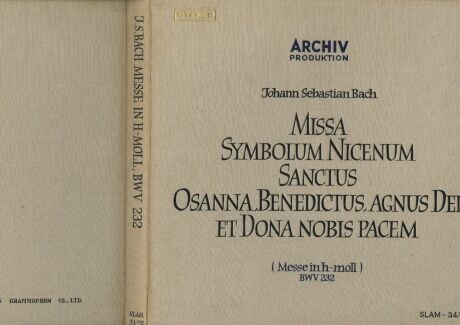 GRAMMOPHON CO., LTD.
J.S.BACH MESSE IN H-MOLL, BWV 232
SLAM
ARCHIV
PRODUKTION
Johann Sebastian Bach
MISSA
SYMBOLUM NICENUM
SANCTUS
OSANNA, BENEDICTUS, AGNUS DEI
ET DONA NOBIS PACEM
(Messe in h-moll)
BWV 232
SLAM-34/